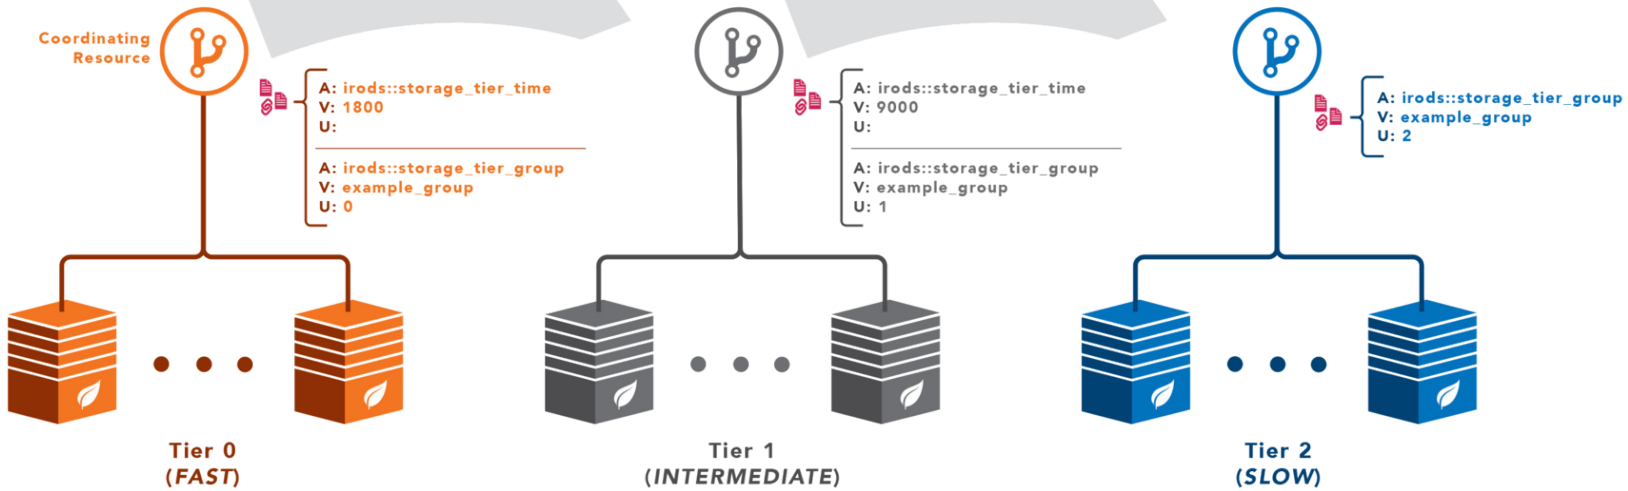 Coordinating
Resource
A: irods::storage_tier_time
V: 1800
U:
A: irods::storage_tier_group
V: example_group
U: 0
A: irods::storage_tier_time
V: 9000
U:
A: irods::storage_tier_group
V: example_group
U: 1
A: irods::storage_tier_group
V: example_group
U: 2
Tier 0
(FAST)
Tier 1
(INTERMEDIATE)
Tier 2
(SLOW)